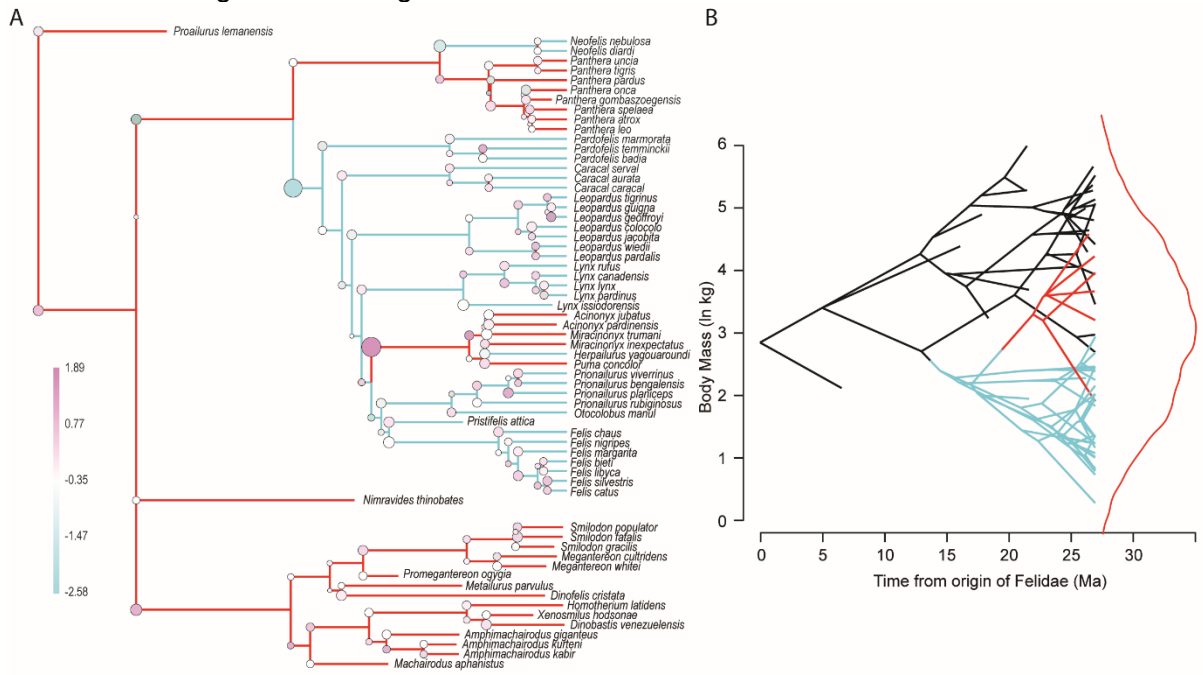 A
Proailurus lemanensis
Neofelis nebulosa
Neofelis diardi
Panthera uncia
Panthera tigris
Panthera pardus
Panthera onca
Panthera gombaszoegensis
Panthera spelaea
Panthera atrox
Panthera leo
Pardofelis marmorata
Pardofelis temminckii
Pardofelis badia
Caracal serval
Caracal aurata
Caracal caracal
Leopardus tigrinus
Leopardus guigna
Leopardus geoffroyi
Leopardus colocolo
Leopardus jacobita
Leopardus wiedii
Leopardus pardalis
Lynx rufus
Lynx canadensis
Lynx lynx
Lynx pardinus
Lynx issiodorensis
Acinonyx jubatus
Acinonyx pardinensis
Miracinonyx trumani
Miracinonyx inexpectatus
Herpailurus yagouaroundi
Puma concolor
Prionailurus viverrinus
Prionailurus bengalensis
Prionailurus planiceps
Prionailurus rubiginosus
Otocolobus manul
Pristifelis attica
Felis chaus
Felis nigripes
Felis margarita
Felis bieti
Felis libyca
Felis silvestris
Felis catus
Nimravides thinobates
Smilodon populator
Smilodon fatalis
Smilodon gracilis
Megantereon cultridens
Megantereon whitei
Promegantereon ogygia
Metailurus parvulus
Dinofelis cristata
Homotherium latidens
Xenosmilus hodsonae
Dinobastis venezuelensis
Amphimachairodus giganteus
Amphimachairodus kurteni
Amphimachairodus kabir
Machairodus aphanistus
1.89
0.77
-0.35
-1.47
-2.58
B
Body Mass (ln kg)
6
5
4
3
2
1
0
0 5 10 15 20 25 30
Time from origin of Felidae (Ma)